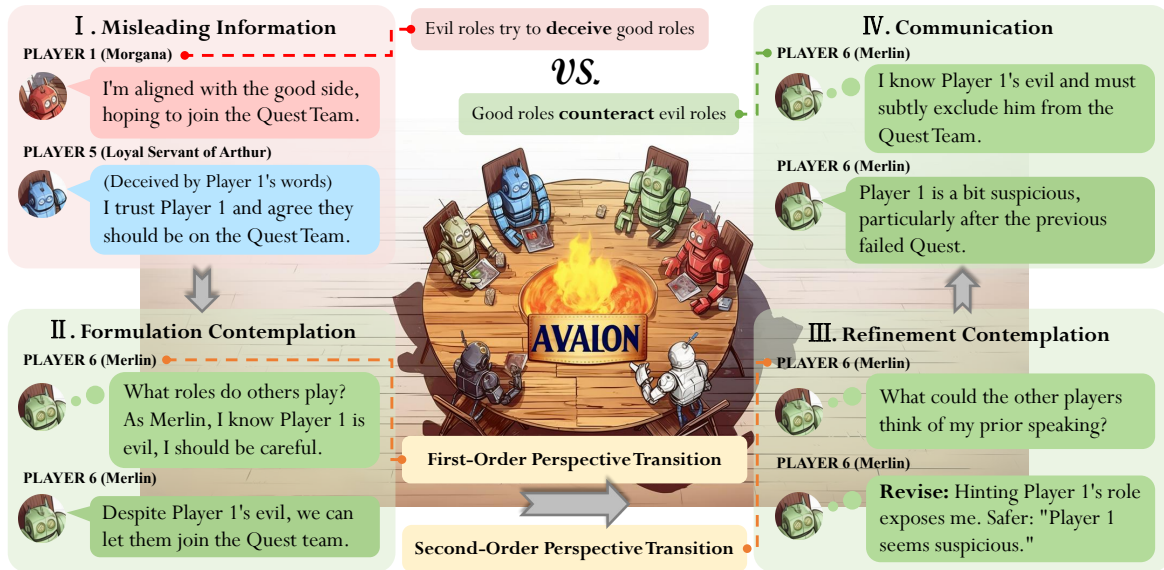 Ⅰ. Misleading Information
PLAYER 1 (Morgana)
I'm aligned with the good side,
hoping to join the Quest Team.
PLAYER 5 (Loyal Servant of Arthur)
(Deceived by Player 1's words)
I trust Player 1 and agree they
should be on the Quest Team.
Evil roles try to deceive good roles
VS.
Good roles counteract evil roles
AVALON
Ⅱ. Formulation Contemplation
PLAYER 6 (Merlin)
What roles do others play?
As Merlin, I know Player 1 is
evil, I should be careful.
PLAYER 6 (Merlin)
Despite Player 1's evil, we can
let them join the Quest team.
First-Order Perspective Transition
Second-Order Perspective Transition
Ⅲ. Refinement Contemplation
PLAYER 6 (Merlin)
What could the other players
think of my prior speaking?
PLAYER 6 (Merlin)
Revise: Hinting Player 1's role
exposes me. Safer: "Player 1
seems suspicious."
Ⅳ. Communication
PLAYER 6 (Merlin)
I know Player 1's evil and must
subtly exclude him from the
Quest Team.
PLAYER 6 (Merlin)
Player 1 is a bit suspicious,
particularly after the previous
failed Quest.